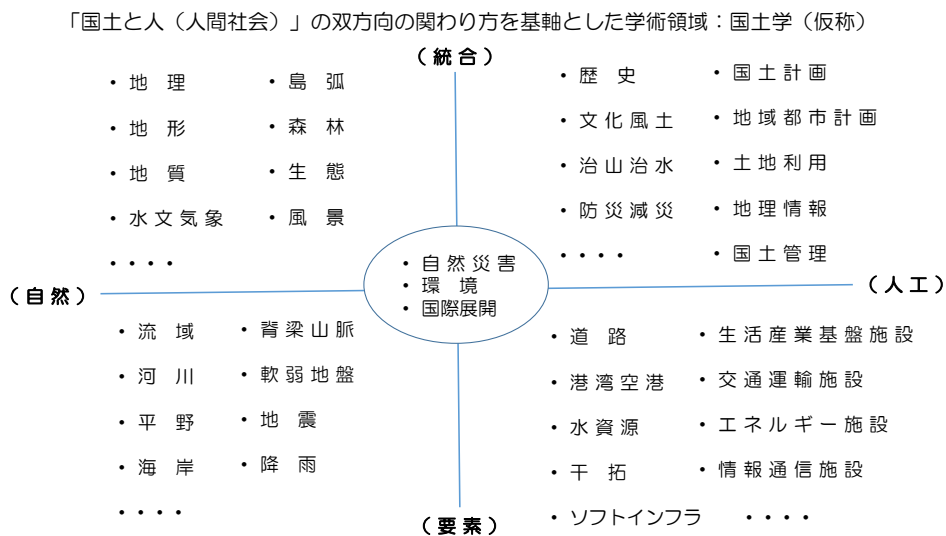 「国土と人（人間社会）」の双方向の関わり方を基軸とした学術領域：国土学（仮称）
（統合）
・地　理
・島　弧
・地　形
・森　林
・地　質
・生　態
・水文気象
・風　景
・・・・
・歴　史
・国土計画
・文化風土
・地域都市計画
・治山治水
・土地利用
・防災減災
・地理情報
・・・・
・国土管理
（自然）
・自然災害
・環　境
・国際展開
（人工）
・流　域
・脊梁山脈
・河　川
・軟弱地盤
・平　野
・地　震
・海　岸
・降　雨
・・・・
・道　路
・生活産業基盤施設
・港湾空港
・交通運輸施設
・水資源
・エネルギー施設
・干　拓
・情報通信施設
・ソフトインフラ
・・・・
（要素）